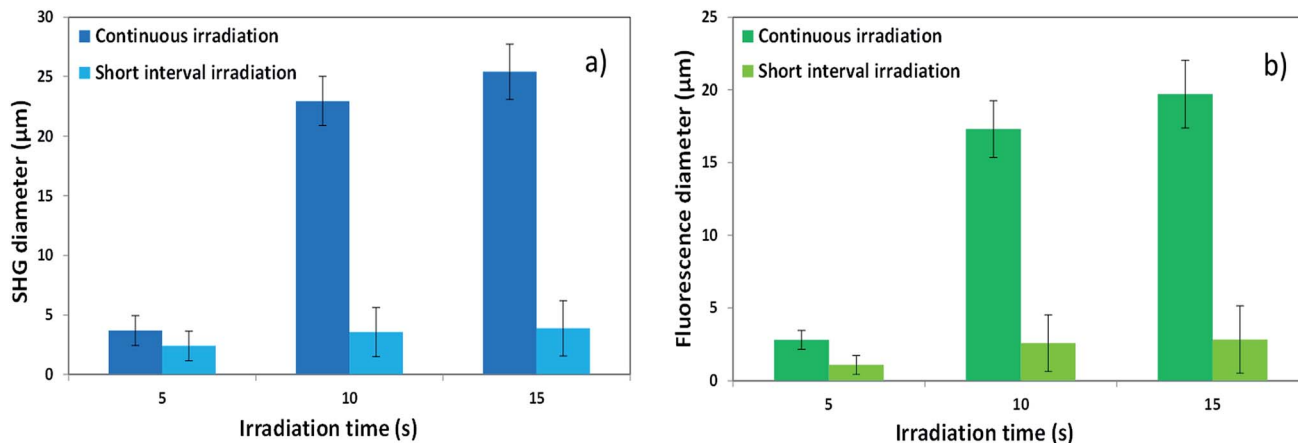 30
25
20
15
10
5
0
SHG diameter (μm)
Continuous irradiation
Short interval irradiation
a)
5 10 15
Irradiation time (s)
25
20
15
10
5
0
Fluorescence diameter (μm)
Continuous irradiation
Short interval irradiation
b)
5 10 15
Irradiation time (s)